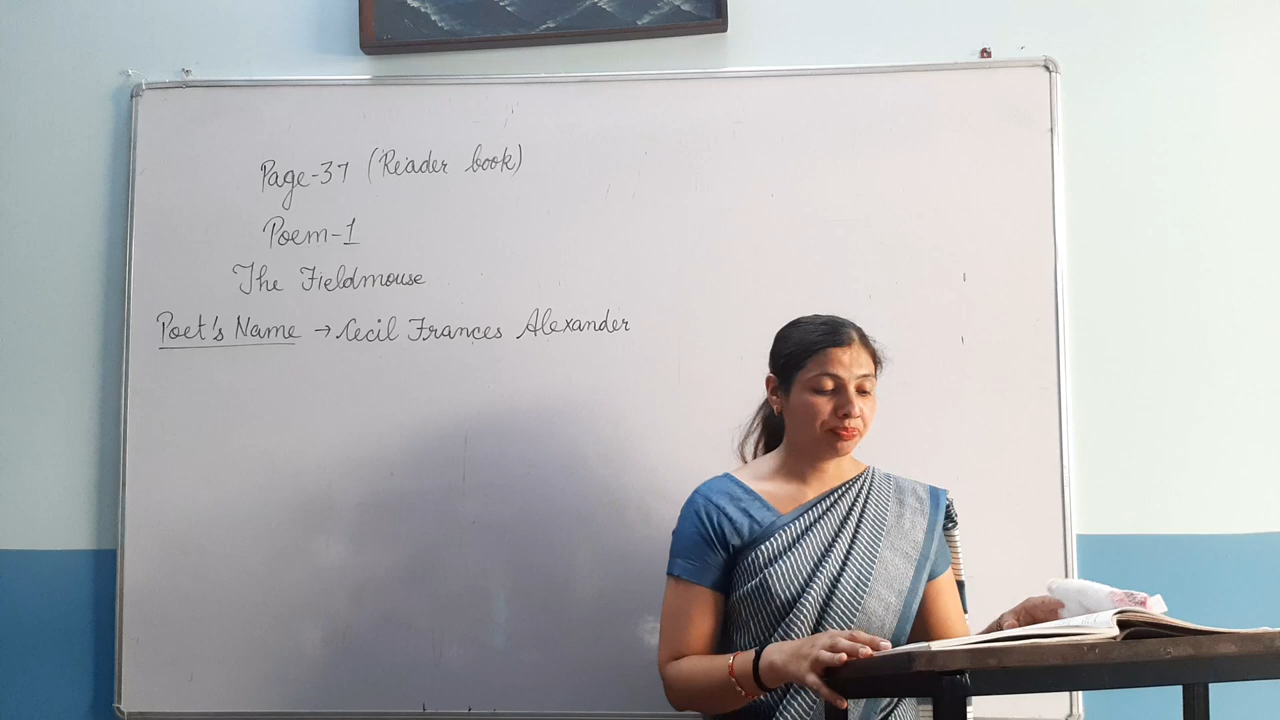 Page-37 (Reader book)
Poem-1
The Fieldmouse
Poet's Name → Cecil Frances Alexander